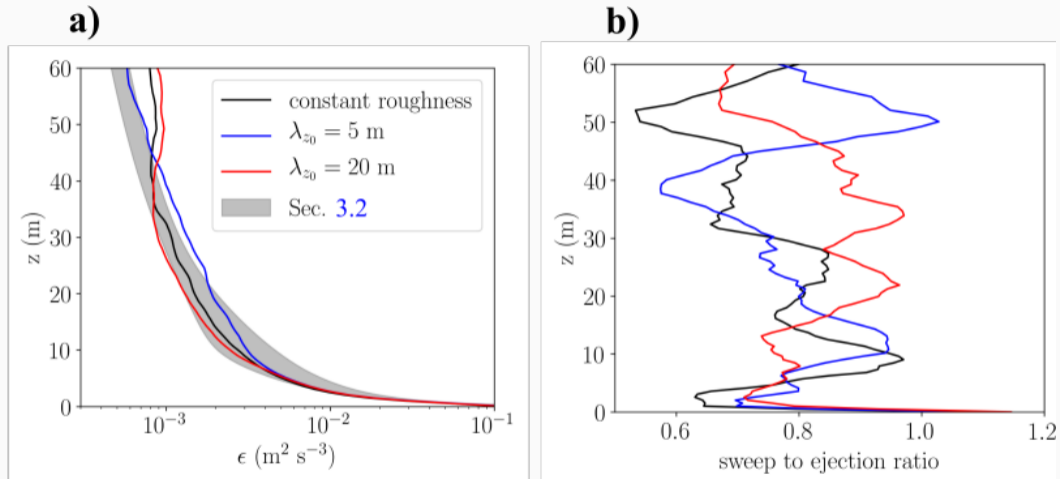 a)
60
50
40
30
20
10
0
z (m)
10⁻³
10⁻²
10⁻¹
ϵ (m² s⁻³)
constant roughness
λ_{z₀} = 5 m
λ_{z₀} = 20 m
Sec. 3.2
b)
60
50
40
30
20
10
0
z (m)
0.6
0.8
1.0
1.2
sweep to ejection ratio